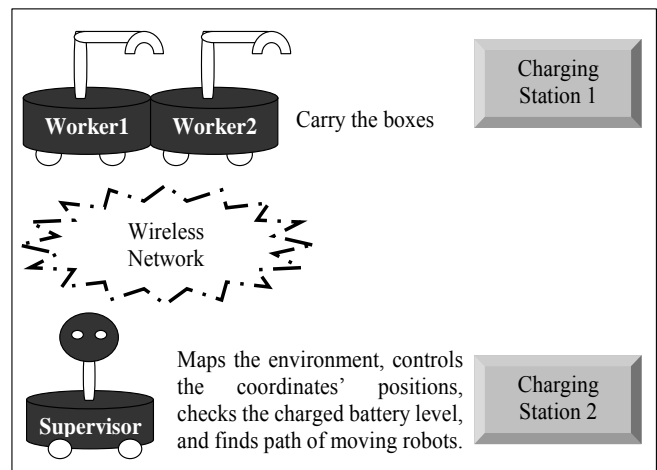 Worker1 Worker2
Carry the boxes
Charging
Station 1
Wireless
Network
Supervisor
Maps the environment, controls
the coordinates’ positions,
checks the charged battery level,
and finds path of moving robots.
Charging
Station 2